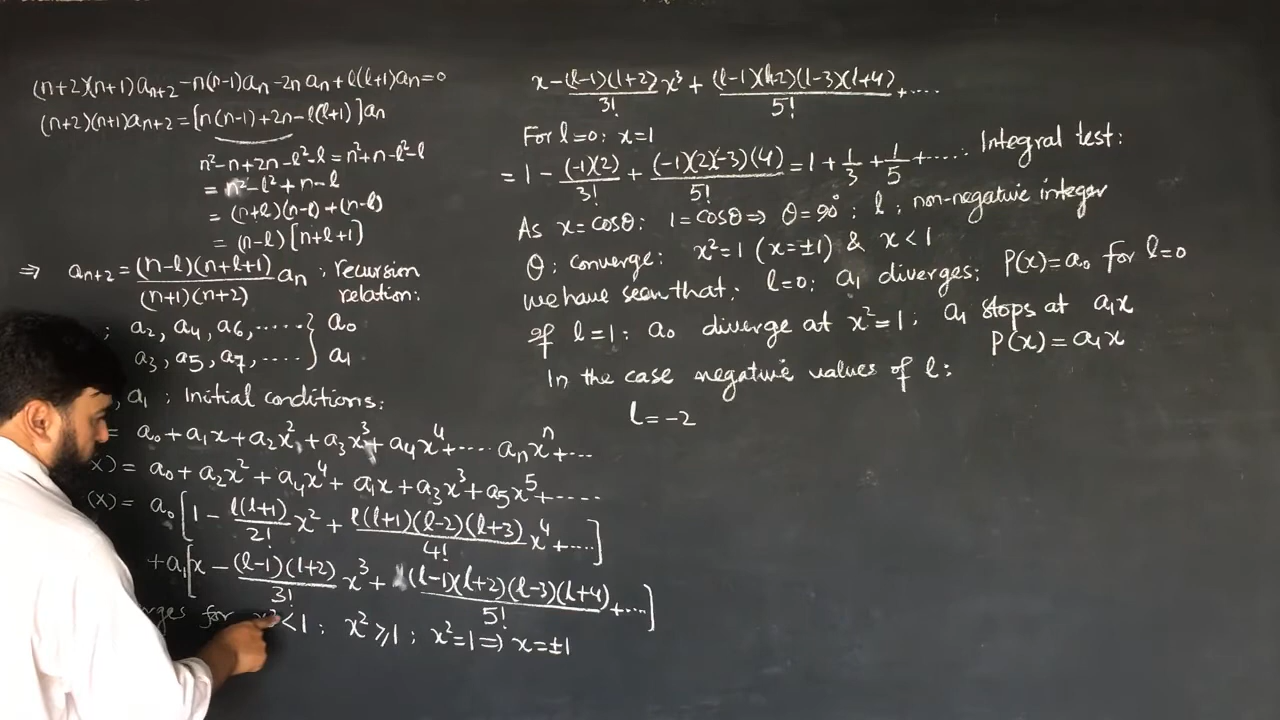 (n+2)(n+1)aₙ₊₂ – n(n-1)aₙ – 2n aₙ + l(l+1)aₙ = 0
(n+2)(n+1)aₙ₊₂ = [n(n-1) + 2n – l(l+1)]aₙ
n² – n + 2n – l² – l = n² + n – l² – l
= n² – l² + n – l
= (n+l)(n-l) + (n-l)
= (n-l)[n+l+1]
⇒ aₙ₊₂ = (n-l)(n+l+1)/(n+1)(n+2) aₙ : recursion relation:
; a₂, a₄, a₆, ..... } a₀
a₃, a₅, a₇, .... } a₁
, a₁ ; Initial conditions:
= a₀ + a₁x + a₂x² + a₃x³ + a₄x⁴ + ..... aₙxⁿ + ...
x) = a₀ + a₂x² + a₄x⁴ + a₁x + a₃x³ + a₅x⁵ + .....
(x) = a₀[1 – l(l+1)/2! x² + l(l+1)(l-2)(l+3)/4! x⁴ + ....]
+ a₁[x – (l-1)(l+2)/3! x³ + (l-1)(l+2)(l-3)(l+4)/5! + ....]
for x² < 1 ; x² ⩾ 1 ; x² = 1 ⇒ x = ±1
x – (l-1)(l+2)/3! x³ + (l-1)(l+2)(l-3)(l+4)/5! + ....
For l=0: x=1
= 1 – (-1)(2)/3! + (-1)(2)(-3)(4)/5! = 1 + 1/3 + 1/5 + ..... : Integral test:
As x = cosθ: 1 = cosθ ⇒ θ = 90° ; l ; non-negative integer
θ : converge: x² = 1 (x = ±1) & x < 1
we have seen that; l=0; a₁ diverges; P(x) = a₀ for l=0
of l=1: a₀ diverge at x² = 1; a₁ stops at a₁x
P(x) = a₁x
In the case negative values of l:
l = -2